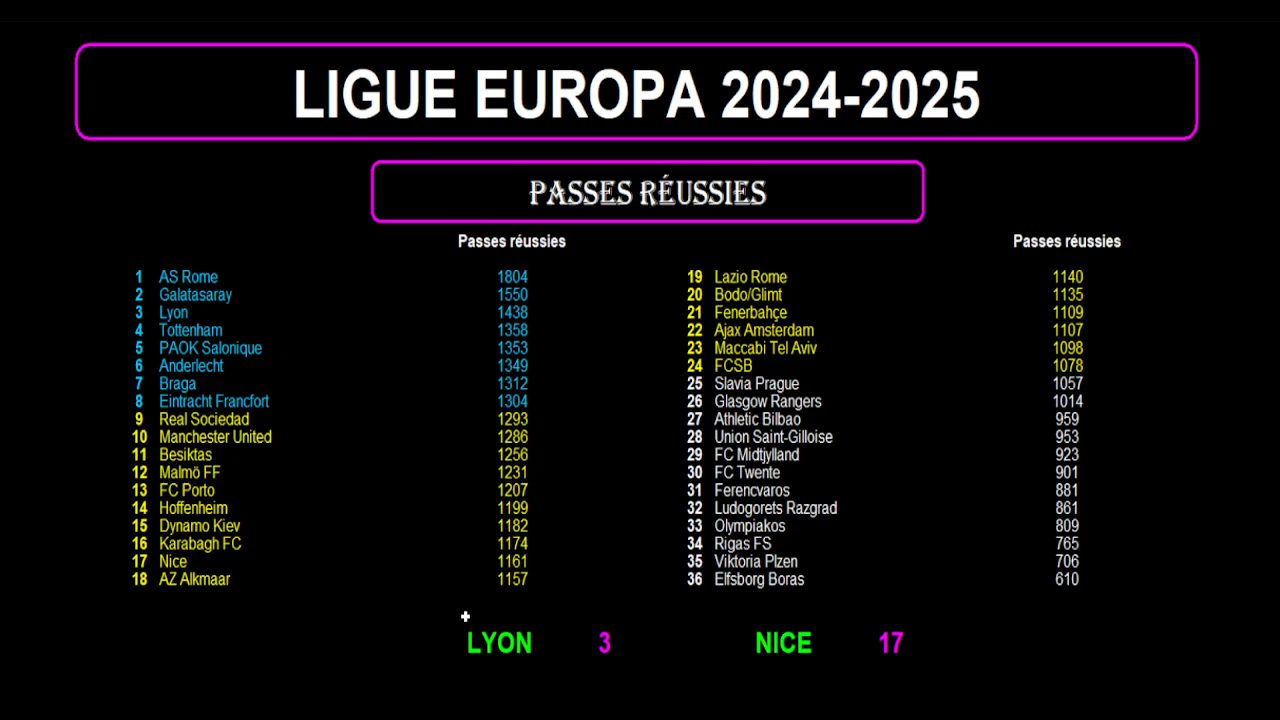 LIGUE EUROPA 2024-2025
PASSES RÉUSSIES
Passes réussies
1 AS Rome 1804
2 Galatasaray 1550
3 Lyon 1438
4 Tottenham 1358
5 PAOK Salonique 1353
6 Anderlecht 1349
7 Braga 1312
8 Eintracht Francfort 1304
9 Real Sociedad 1293
10 Manchester United 1286
11 Besiktas 1256
12 Malmö FF 1231
13 FC Porto 1207
14 Hoffenheim 1199
15 Dynamo Kiev 1182
16 Karabagh FC 1174
17 Nice 1161
18 AZ Alkmaar 1157
Passes réussies
19 Lazio Rome 1140
20 Bodo/Glimt 1135
21 Fenerbahçe 1109
22 Ajax Amsterdam 1107
23 Maccabi Tel Aviv 1098
24 FCSB 1078
25 Slavia Prague 1057
26 Glasgow Rangers 1014
27 Athletic Bilbao 959
28 Union Saint-Gilloise 953
29 FC Midtjylland 923
30 FC Twente 901
31 Ferencvaros 881
32 Ludogorets Razgrad 861
33 Olympiakos 809
34 Rigas FS 765
35 Viktoria Plzen 706
36 Elfsborg Boras 610
LYON 3 NICE 17